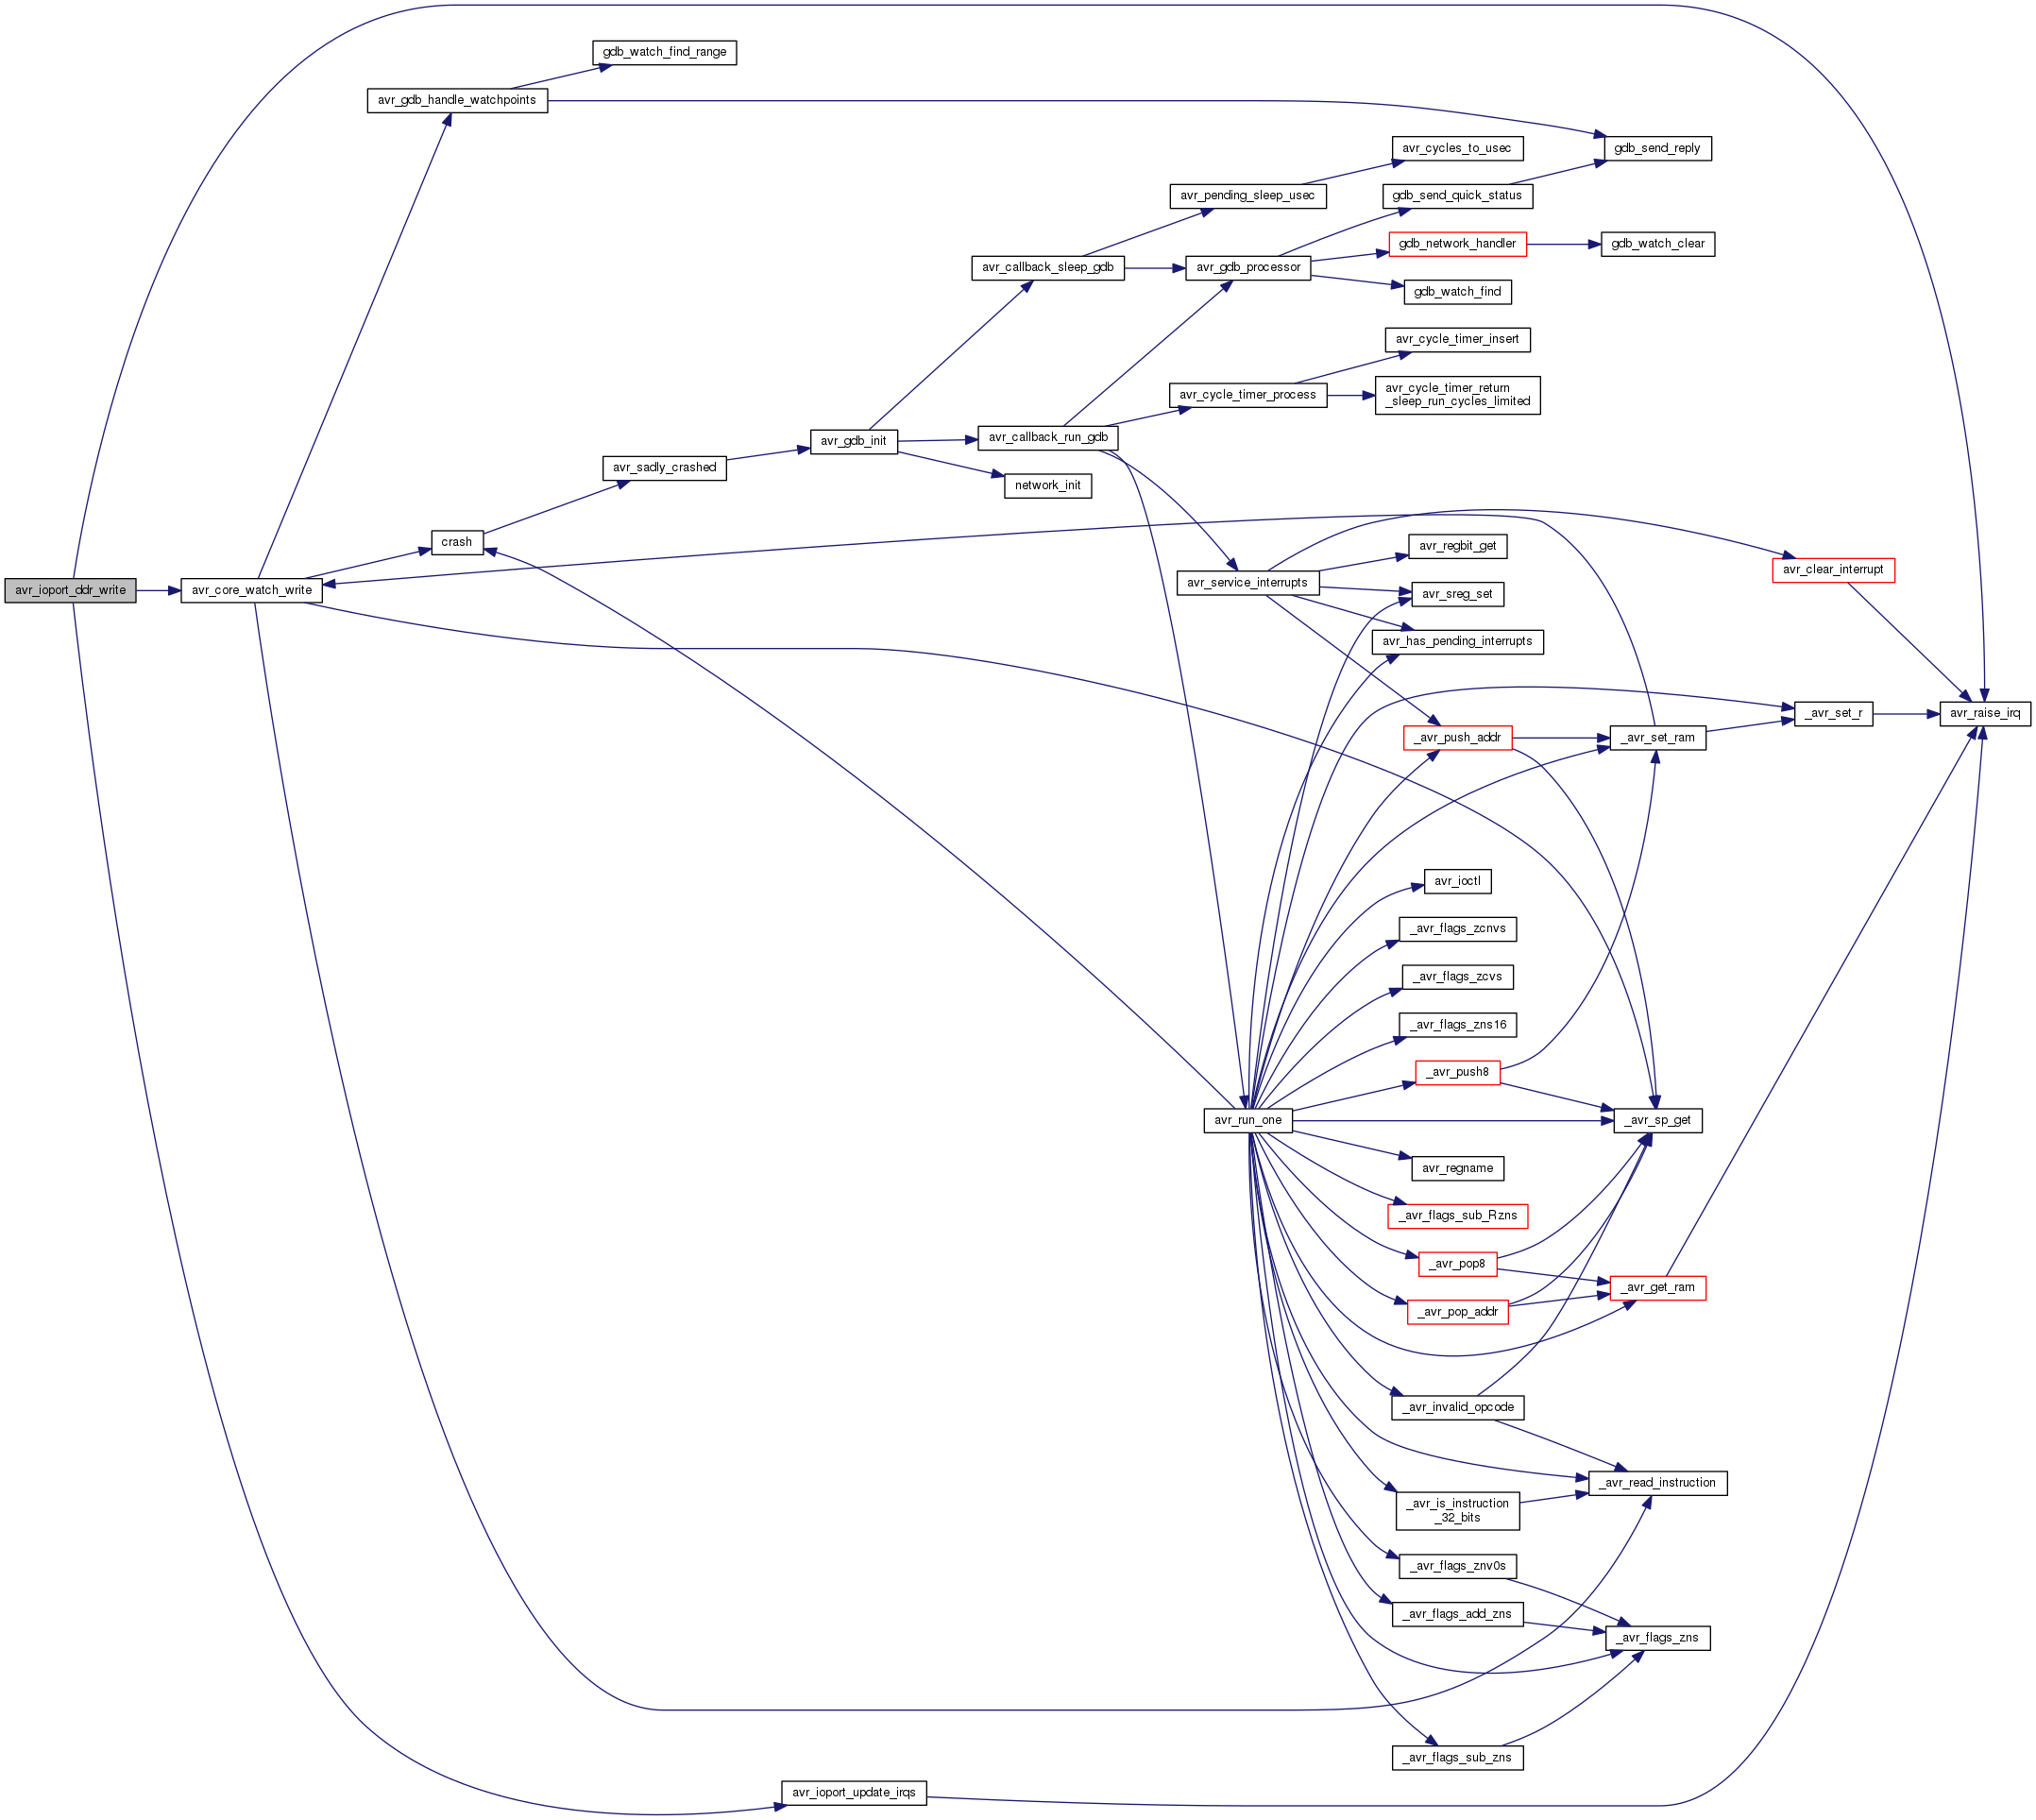 gdb_watch_find_range
avr_gdb_handle_watchpoints
avr_cycles_to_usec
gdb_send_reply
avr_pending_sleep_usec
gdb_send_quick_status
gdb_network_handler
gdb_watch_clear
avr_callback_sleep_gdb
avr_gdb_processor
gdb_watch_find
avr_cycle_timer_insert
avr_cycle_timer_process
avr_cycle_timer_return
_sleep_run_cycles_limited
avr_gdb_init
avr_callback_run_gdb
avr_sadly_crashed
network_init
crash
avr_regbit_get
avr_clear_interrupt
avr_ioport_ddr_write
avr_core_watch_write
avr_service_interrupts
avr_sreg_set
avr_has_pending_interrupts
_avr_set_r
avr_raise_irq
_avr_push_addr
_avr_set_ram
avr_ioctl
_avr_flags_zcnvs
_avr_flags_zcvs
_avr_flags_zns16
_avr_push8
avr_run_one
_avr_sp_get
avr_regname
_avr_flags_sub_Rzns
_avr_pop8
_avr_get_ram
_avr_pop_addr
_avr_invalid_opcode
_avr_read_instruction
_avr_is_instruction
_32_bits
_avr_flags_znv0s
_avr_flags_add_zns
_avr_flags_zns
_avr_flags_sub_zns
avr_ioport_update_irqs